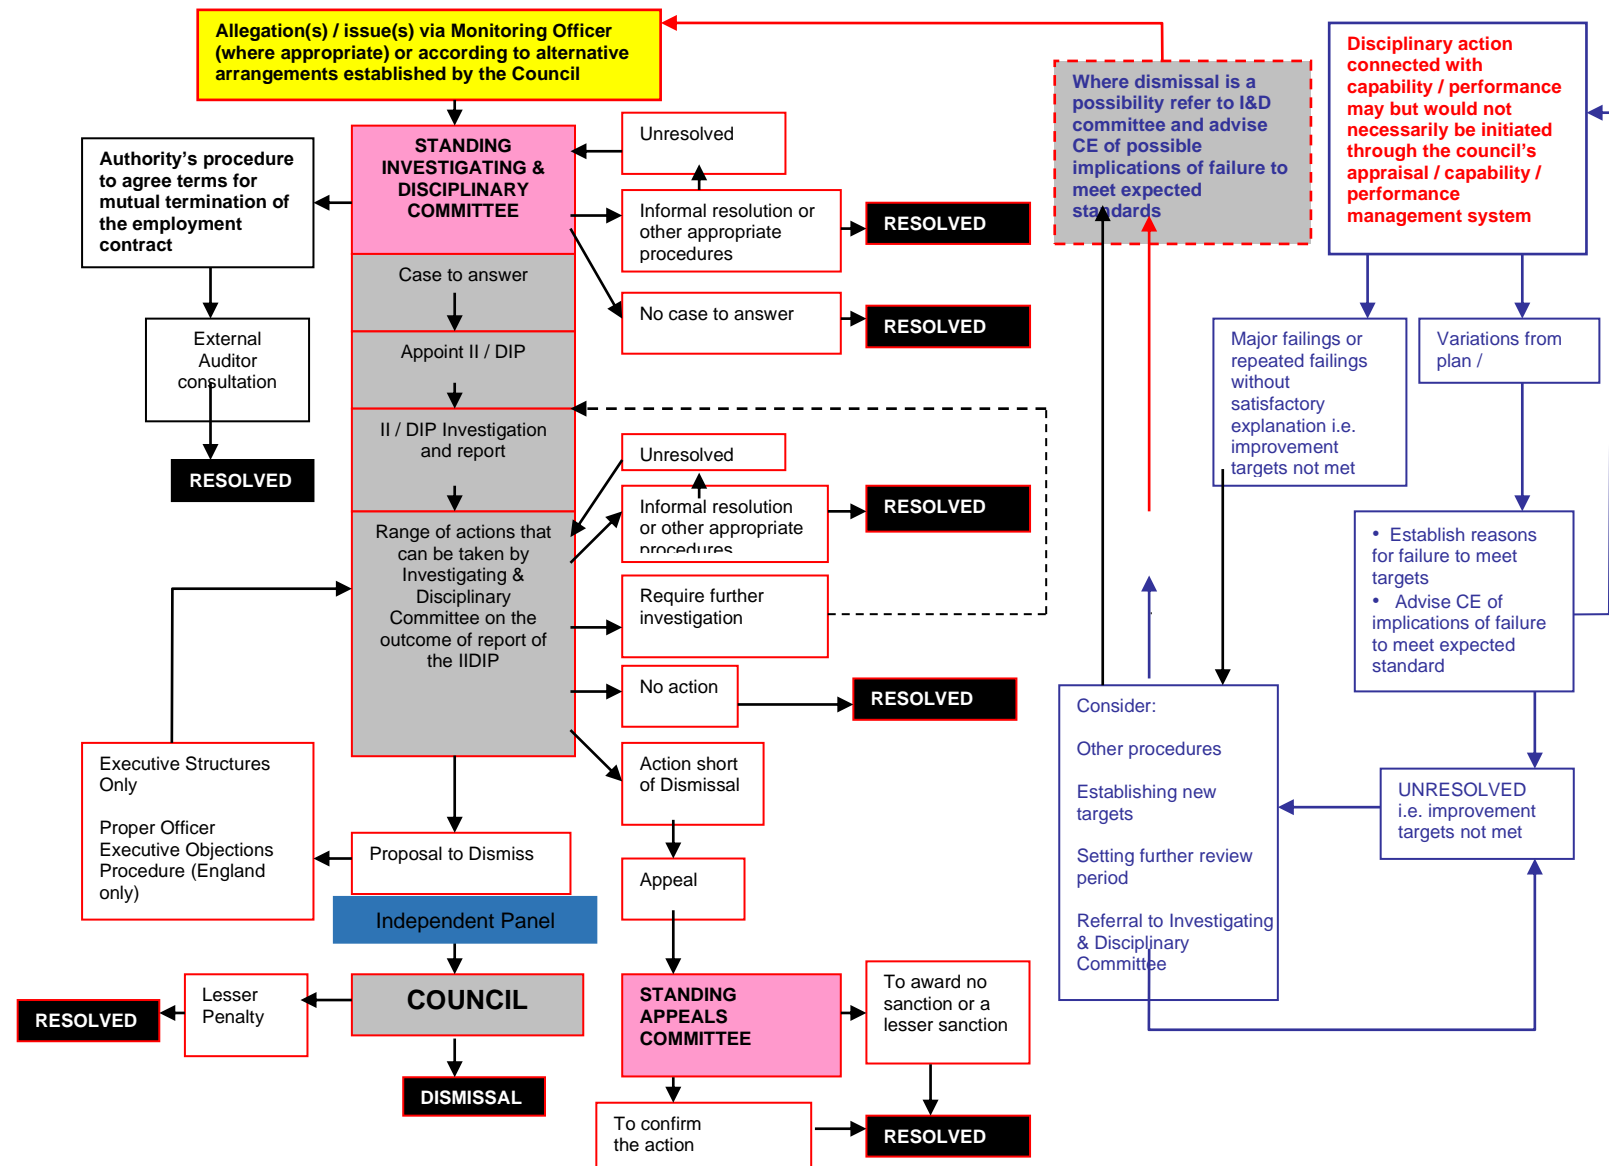 Allegation(s) / issue(s) via Monitoring Officer
(where appropriate) or according to alternative
arrangements established by the Council
Authority's procedure
to agree terms for
mutual termination of
the employment
contract
External
Auditor
consultation
RESOLVED
STANDING
INVESTIGATING &
DISCIPLINARY
COMMITTEE
Unresolved
Informal resolution or
other appropriate
procedures
RESOLVED
No case to answer
RESOLVED
Case to answer
Appoint II / DIP
II / DIP Investigation
and report
Range of actions that
can be taken by
Investigating &
Disciplinary
Committee on the
outcome of report of
the IIDIP
Unresolved
Informal resolution
or other appropriate
procedures
RESOLVED
Require further
investigation
No action
RESOLVED
Action short
of Dismissal
Appeal
STANDING
APPEALS
COMMITTEE
To award no
sanction or a
lesser sanction
To confirm
the action
RESOLVED
Executive Structures
Only
Proper Officer
Executive Objections
Procedure (England
only)
Proposal to Dismiss
Independent Panel
COUNCIL
Lesser
Penalty
RESOLVED
DISMISSAL
Where dismissal is a
possibility refer to I&D
committee and advise
CE of possible
implications of failure to
meet expected
standards
Disciplinary action
connected with
capability / performance
may but would not
necessarily be initiated
through the council's
appraisal / capability /
performance
management system
Major failings or
repeated failings
without
satisfactory
explanation i.e.
improvement
targets not met
Variations from
plan /
• Establish reasons
for failure to meet
targets
• Advise CE of
implications of failure
to meet expected
standard
UNRESOLVED
i.e. improvement
targets not met
Consider:
Other procedures
Establishing new
targets
Setting further review
period
Referral to Investigating
& Disciplinary
Committee